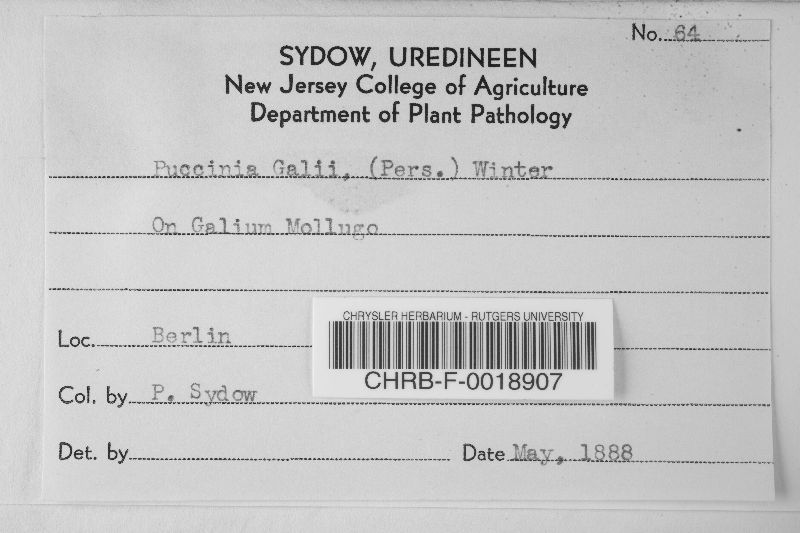 No. 64
SYDOW, UREDINEEN
New Jersey College of Agriculture
Department of Plant Pathology
Puccinia Galii, (Pers.) Winter
On Galium Mollugo
Loc. Berlin
CHRYSLER HERBARIUM - RUTGERS UNIVERSITY
CHRB-F-0018907
Col. by P. Sydow
Det. by
Date May, 1888